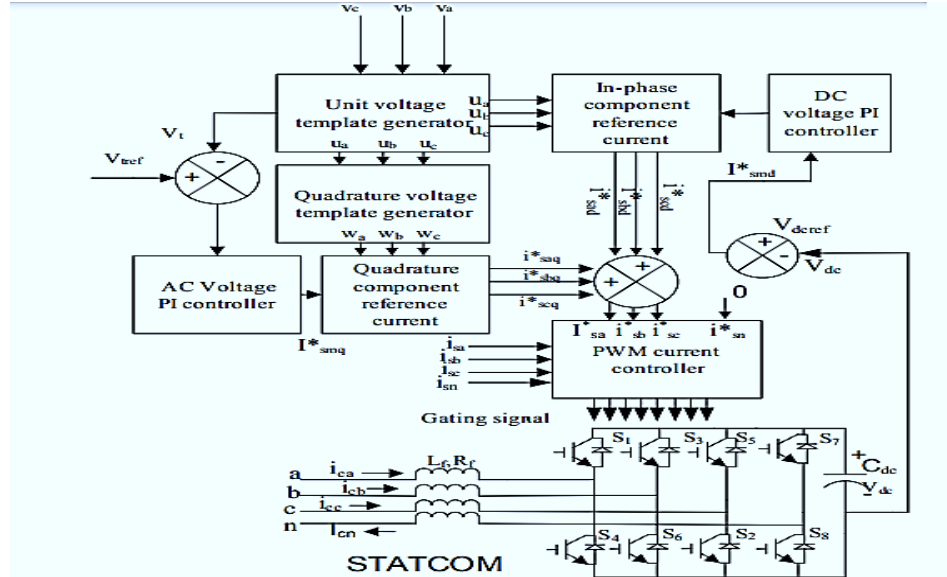 vc vb va
Unit voltage
template generator
ua
ub
uc
ua ub uc
In-phase
component
reference
current
DC
voltage PI
controller
Vt
Vtref
+
-
Quadrature voltage
template generator
wa wb wc
I*smd
i*sad
i*sbd
i*scd
Vdcref
+
-
Vdc
AC Voltage
PI controller
Quadrature
component
reference
current
I*smq
i*saq
i*sbq
i*scq
+
+
0
I*sa i*sb i*sc i*sn
PWM current
controller
isa
isb
isc
isn
Gating signal
S1 S3 S5 S7
Lf,Rf
a ica
b icb
c icc
n Icn
+
Cdc
Vdc
-
S4 S6 S2 S8
STATCOM